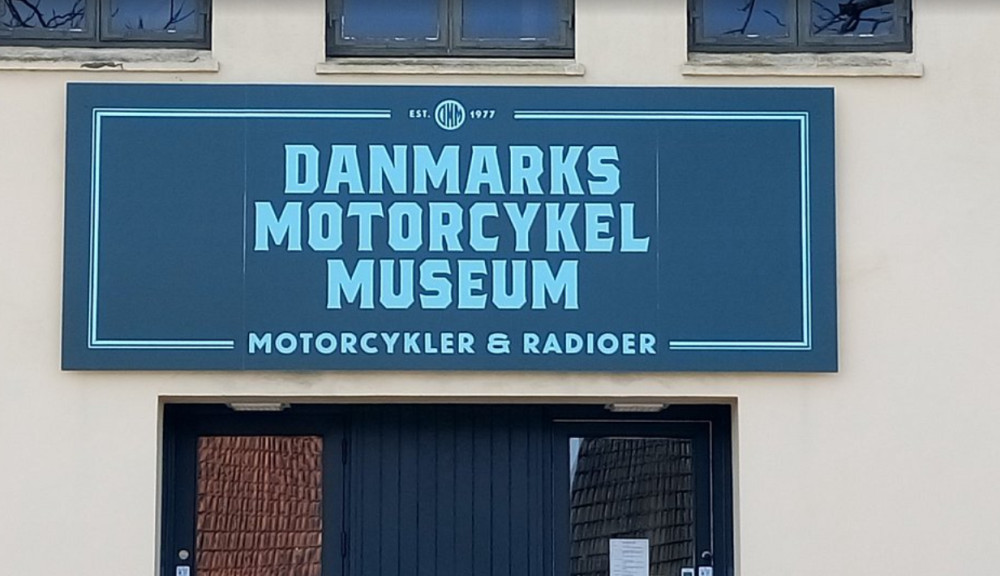 EST. DMM 1977
DANMARKS
MOTORCYKEL
MUSEUM
MOTORCYKLER & RADIOER